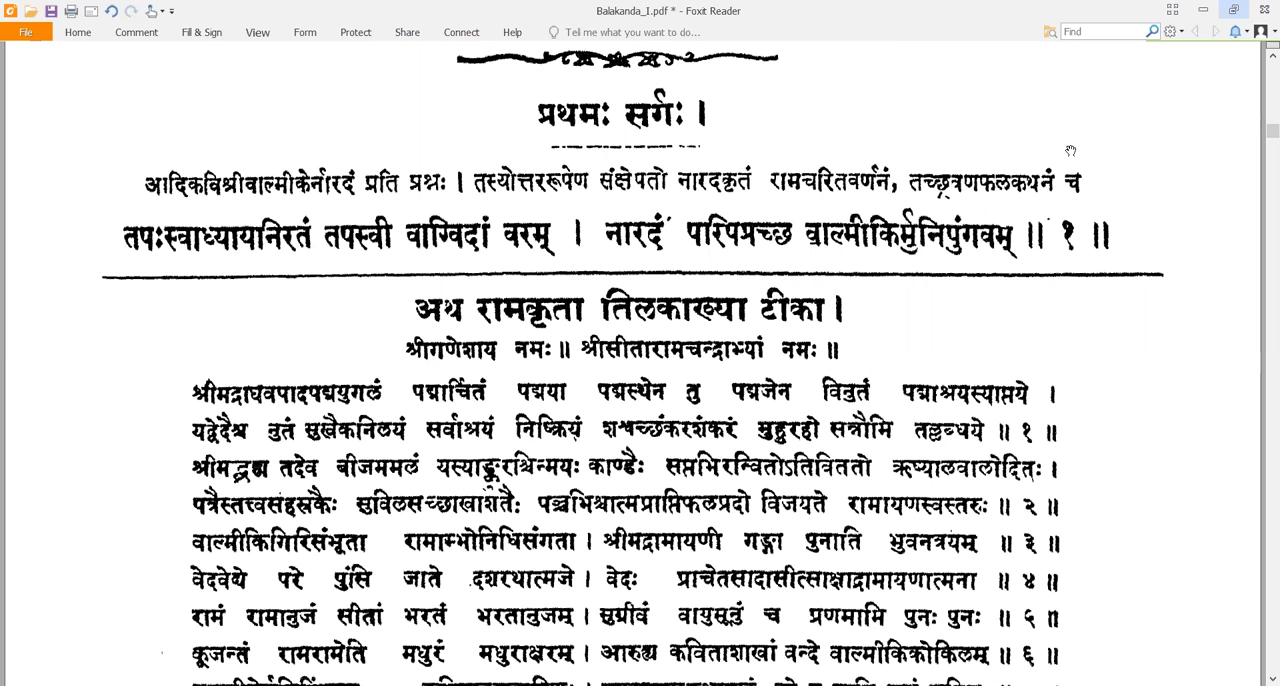 Balakanda_I.pdf * - Foxit Reader
File Home Comment Fill & Sign View Form Protect Share Connect Help Tell me what you want to do... Find
प्रथमः सर्गः ।
आदिकविश्रीवाल्मीकेर्नारदं प्रति प्रश्नः । तस्योत्तररूपेण संक्षेपतो नारदकृतं रामचरितवर्णनं, तच्छ्रवणफलकथनं च
तपःस्वाध्यायनिरतं तपस्वी वाग्विदां वरम् । नारदं परिपप्रच्छ वाल्मीकिर्मुनिपुंगवम् ॥ १ ॥
अथ रामकृता तिलकाख्या टीका ।
श्रीगणेशाय नमः ॥ श्रीसीतारामचन्द्राभ्यां नमः ॥
श्रीमद्राघवपादपद्मयुगलं पद्मार्चितं पद्मया पद्मस्थेन तु पद्मजेन विनुतं पद्माश्रयस्याप्तये ।
यद्वेदैश्च नुतं सुखैकनिलयं सर्वाश्रयं निष्क्रियं शश्वच्छंकरशंकरं मुहुरहो सन्नौमि तल्लब्धये ॥ १ ॥
श्रीमद्ब्रह्म तदेव बीजममलं यस्याङ्कुरश्चिन्मयः काण्डैः सप्तभिरन्वितोऽतिविततो ऋष्यालवालोदितः ।
पत्रैस्तत्त्वसहस्रकैः सुविलसच्छाखाशतैः पञ्चभिश्चात्मप्राप्तिफलप्रदो विजयते रामायणस्वस्तरुः ॥ २ ॥
वाल्मीकिगिरिसंभूता रामाम्भोनिधिसंगता । श्रीमद्रामायणी गङ्गा पुनाति भुवनत्रयम् ॥ ३ ॥
वेदवेद्ये परे पुंसि जाते दशरथात्मजे । वेदः प्राचेतसादासीत्साक्षाद्रामायणात्मना ॥ ४ ॥
रामं रामानुजं सीतां भरतं भरतानुजम् । सुग्रीवं वायुसूनुं च प्रणमामि पुनः पुनः ॥ ५ ॥
कूजन्तं रामरामेति मधुरं मधुराक्षरम् । आरुह्य कविताशाखां वन्दे वाल्मीकिकोकिलम् ॥ ६ ॥